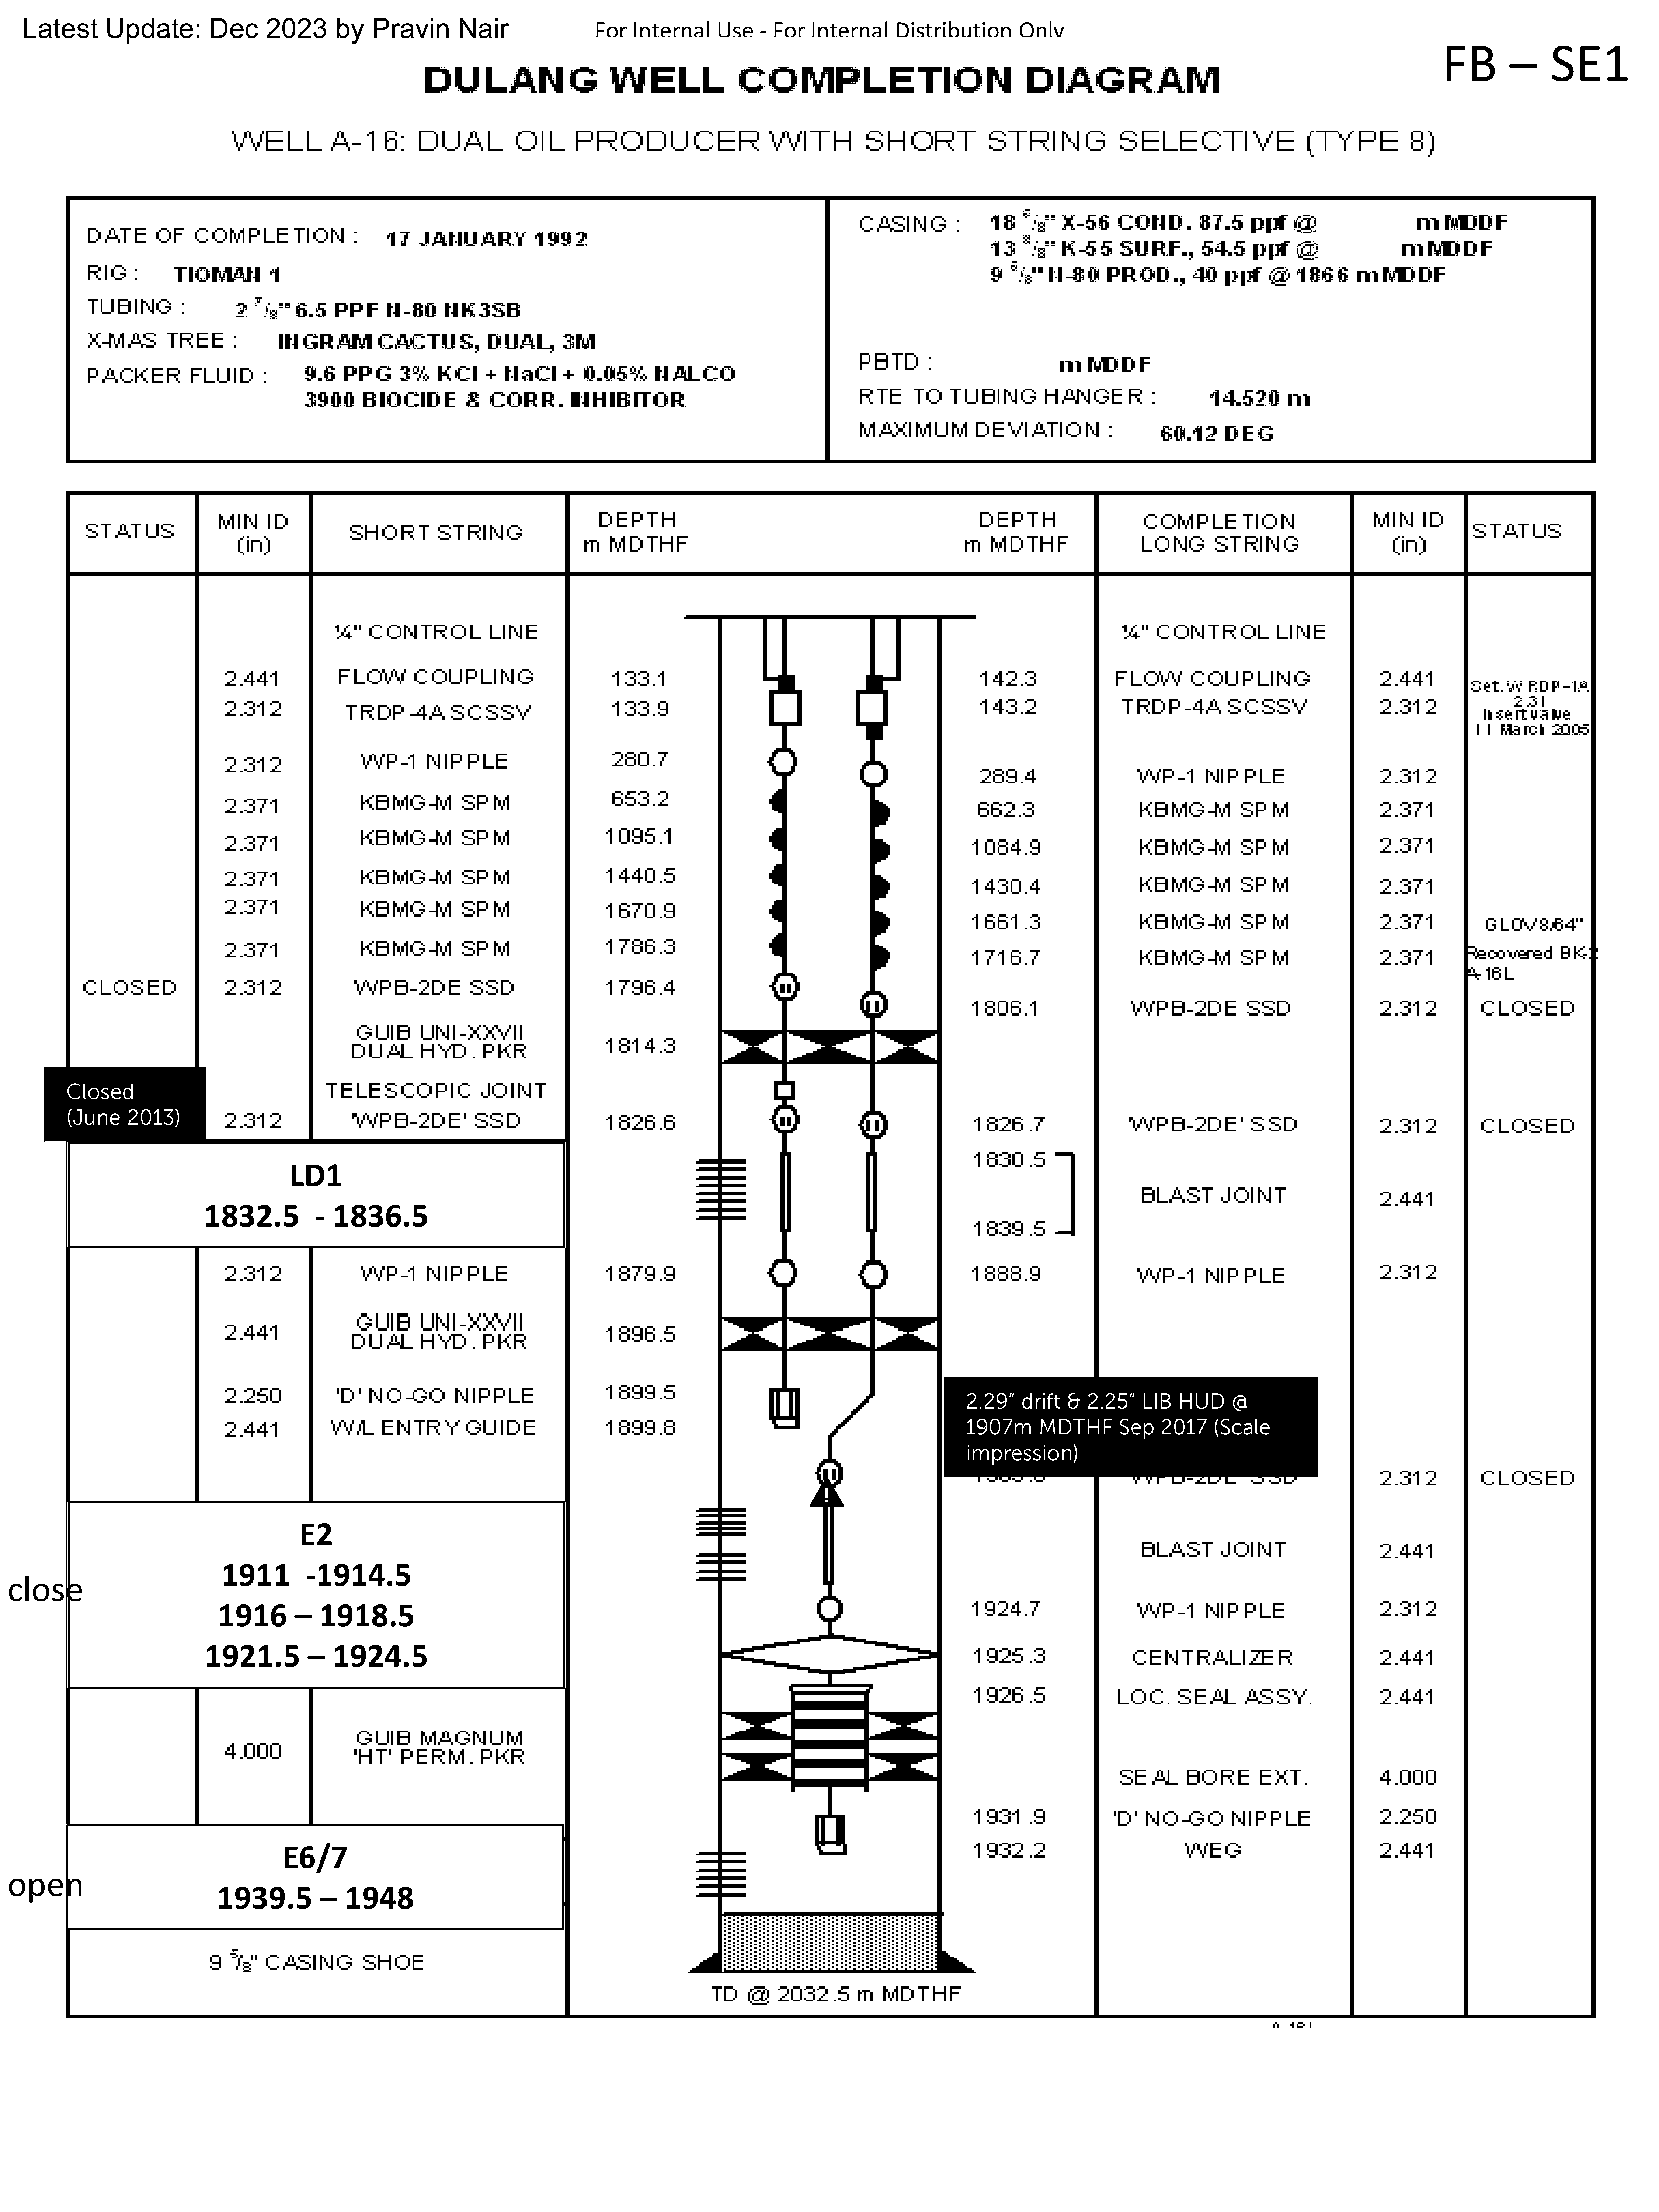 Latest Update: Dec 2023 by Pravin Nair
For Internal Use - For Internal Distribution Only
FB – SE1
DULANG WELL COMPLETION DIAGRAM
WELL A-16: DUAL OIL PRODUCER WITH SHORT STRING SELECTIVE (TYPE 8)
DATE OF COMPLETION : 17 JANUARY 1992
RIG : TIOMAN 1
TUBING : 2 7/8" 6.5 PPF N-80 NK3SB
X-MAS TREE : INGRAM CACTUS, DUAL, 3M
PACKER FLUID : 9.6 PPG 3% KCl + NaCl + 0.05% NALCO
3900 BIOCIDE & CORR. INHIBITOR
CASING : 18 5/8" X-56 COND. 87.5 ppf @ m MDDF
13 3/8" K-55 SURF., 54.5 ppf @ m MDDF
9 5/8" N-80 PROD., 40 ppf @ 1866 m MDDF
PBTD : m MDDF
RTE TO TUBING HANGER : 14.520 m
MAXIMUM DEVIATION : 60.12 DEG
STATUS MIN ID (in) SHORT STRING DEPTH m MDTHF DEPTH m MDTHF COMPLETION LONG STRING MIN ID (in) STATUS
¼" CONTROL LINE ¼" CONTROL LINE
2.441 FLOW COUPLING 133.1 142.3 FLOW COUPLING 2.441
2.312 TRDP-4A SCSSV 133.9 143.2 TRDP-4A SCSSV 2.312
Set. WRDP-1A
2.31
Insert valve
11 March 2005
2.312 WP-1 NIPPLE 280.7 289.4 WP-1 NIPPLE 2.312
2.371 KBMG-M SPM 653.2 662.3 KBMG-M SPM 2.371
2.371 KBMG-M SPM 1095.1 1084.9 KBMG-M SPM 2.371
2.371 KBMG-M SPM 1440.5 1430.4 KBMG-M SPM 2.371
2.371 KBMG-M SPM 1670.9 1661.3 KBMG-M SPM 2.371 GLOV 8/64"
2.371 KBMG-M SPM 1786.3 1716.7 KBMG-M SPM 2.371 Recovered BK-2
A-16L
CLOSED 2.312 WPB-2DE SSD 1796.4 1806.1 WPB-2DE SSD 2.312 CLOSED
GUIB UNI-XXVII
DUAL HYD. PKR 1814.3
Closed
(June 2013)
TELESCOPIC JOINT
2.312 'WPB-2DE' SSD 1826.6 1826.7 'WPB-2DE' SSD 2.312 CLOSED
LD1
1832.5 - 1836.5
1830.5
BLAST JOINT 2.441
1839.5
2.312 WP-1 NIPPLE 1879.9 1888.9 WP-1 NIPPLE 2.312
GUIB UNI-XXVII
DUAL HYD. PKR
2.441 1896.5
2.250 'D' NO-GO NIPPLE 1899.5
2.441 W/L ENTRY GUIDE 1899.8
2.29” drift & 2.25” LIB HUD @
1907m MDTHF Sep 2017 (Scale
impression)
WPB-2DE' SSD 2.312 CLOSED
close
E2
1911 -1914.5
1916 – 1918.5
1921.5 – 1924.5
BLAST JOINT 2.441
1924.7 WP-1 NIPPLE 2.312
1925.3 CENTRALIZER 2.441
1926.5 LOC. SEAL ASSY. 2.441
4.000 GUIB MAGNUM
'HT' PERM. PKR
SEAL BORE EXT. 4.000
1931.9 'D' NO-GO NIPPLE 2.250
1932.2 WEG 2.441
open
E6/7
1939.5 – 1948
9 5/8" CASING SHOE
TD @ 2032.5 m MDTHF